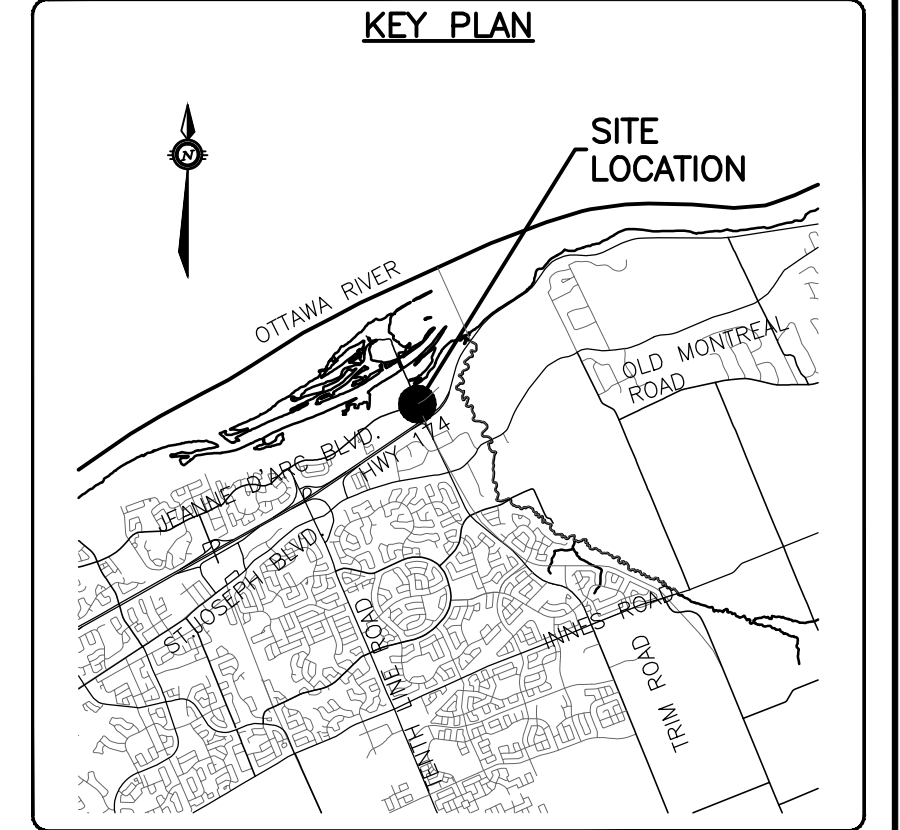 KEY PLAN
N
SITE
LOCATION
OTTAWA RIVER
OLD MONTREAL
ROAD
JEANNE D'ARC BLVD.
HWY 174
ST.JOSEPH BLVD.
TENTH LINE ROAD
INNES ROAD
TRIM ROAD